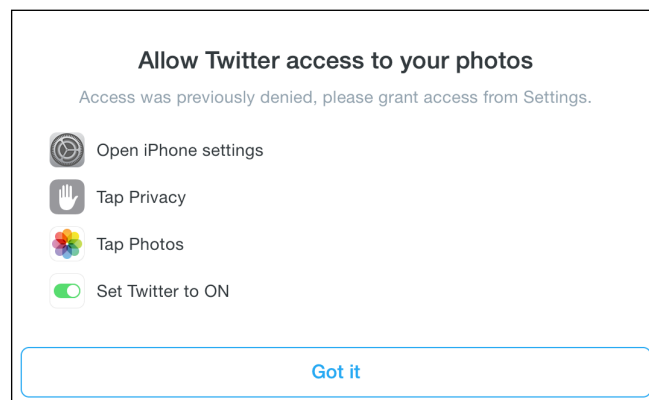 Allow Twitter access to your photos
Access was previously denied, please grant access from Settings.
Open iPhone settings
Tap Privacy
Tap Photos
Set Twitter to ON
Got it